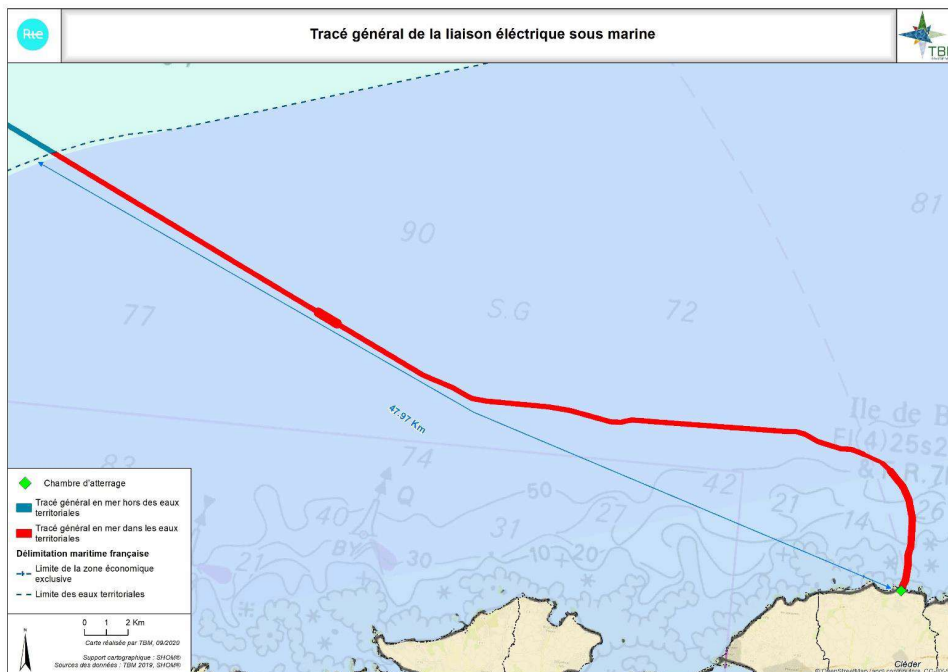 Rte
Tracé général de la liaison éléctrique sous marine
TBM
81
90
77
S.G
72
47.97 Km
Ile de B
Fl(4)25s2
& R.7
83
74
Q
42
50
40
31
27
21
26
14
BY
30
10
20
21
Chambre d'atterrage
Tracé général en mer hors des eaux
territoriales
Tracé général en mer dans les eaux
territoriales
Délimitation maritime française
Limite de la zone économique
exclusive
Limite des eaux territoriales
0 1 2 Km
Carte réalisée par TBM, 09/2020
Support cartographique : SHOM®
Sources des données : TBM 2019, SHOM®
N
Cléder